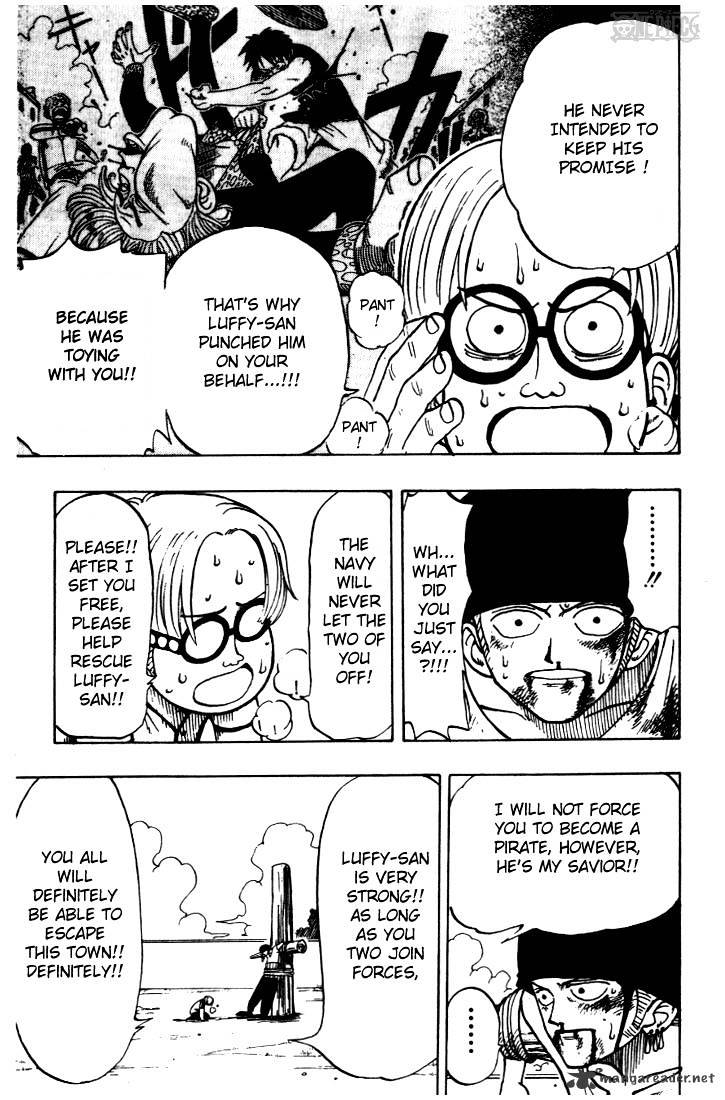 ONE PIECE
HE NEVER
INTENDED TO
KEEP HIS
PROMISE !
PANT
!
THAT'S WHY
LUFFY-SAN
PUNCHED HIM
ON YOUR
BEHALF...!!!
BECAUSE
HE WAS
TOYING
WITH YOU!!
PANT
!
......!!
WH...
WHAT
DID
YOU
JUST
SAY...
?!!!
THE
NAVY
WILL
NEVER
LET THE
TWO OF
YOU
OFF!
PLEASE!!
AFTER I
SET YOU
FREE,
PLEASE
HELP
RESCUE
LUFFY-
SAN!!
I WILL NOT FORCE
YOU TO BECOME A
PIRATE, HOWEVER,
HE'S MY SAVIOR!!
......
LUFFY-SAN
IS VERY
STRONG!!
AS LONG
AS YOU
TWO JOIN
FORCES,
YOU ALL
WILL
DEFINITELY
BE ABLE TO
ESCAPE
THIS TOWN!!
DEFINITELY!!
mangareader.net